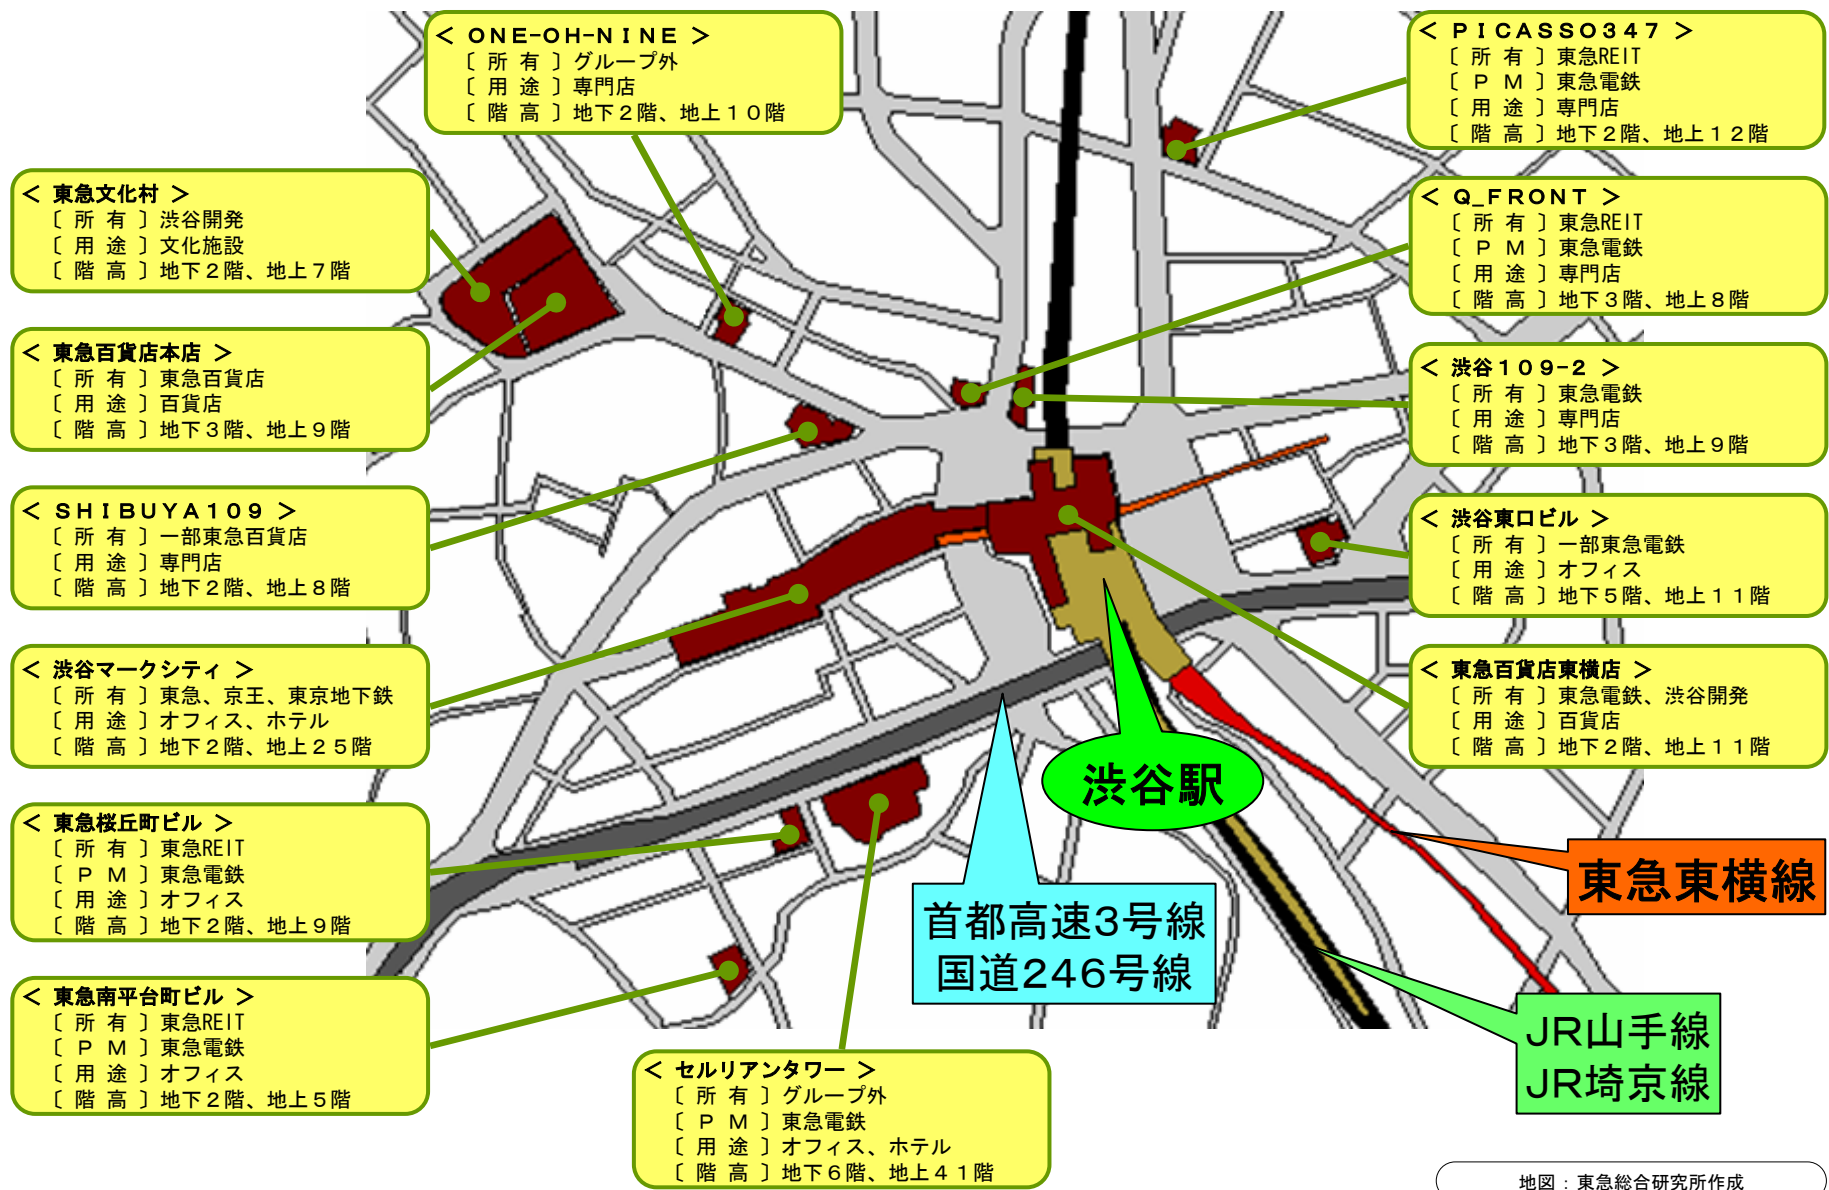 ＜ ONE-OH-NINE ＞
〔 所 有 〕グループ外
〔 用 途 〕専門店
〔 階 高 〕地下２階、地上１０階
＜ PICASSO347 ＞
〔 所 有 〕東急REIT
〔 Ｐ Ｍ 〕東急電鉄
〔 用 途 〕専門店
〔 階 高 〕地下２階、地上１２階
＜ 東急文化村 ＞
〔 所 有 〕渋谷開発
〔 用 途 〕文化施設
〔 階 高 〕地下２階、地上７階
＜ Q_FRONT ＞
〔 所 有 〕東急REIT
〔 Ｐ Ｍ 〕東急電鉄
〔 用 途 〕専門店
〔 階 高 〕地下３階、地上８階
＜ 東急百貨店本店 ＞
〔 所 有 〕東急百貨店
〔 用 途 〕百貨店
〔 階 高 〕地下３階、地上９階
＜ 渋谷１０９-２ ＞
〔 所 有 〕東急電鉄
〔 用 途 〕専門店
〔 階 高 〕地下３階、地上９階
＜ SHIBUYA109 ＞
〔 所 有 〕一部東急百貨店
〔 用 途 〕専門店
〔 階 高 〕地下２階、地上８階
＜ 渋谷東口ビル ＞
〔 所 有 〕一部東急電鉄
〔 用 途 〕オフィス
〔 階 高 〕地下５階、地上１１階
＜ 渋谷マークシティ ＞
〔 所 有 〕東急、京王、東京地下鉄
〔 用 途 〕オフィス、ホテル
〔 階 高 〕地下２階、地上２５階
＜ 東急百貨店東横店 ＞
〔 所 有 〕東急電鉄、渋谷開発
〔 用 途 〕百貨店
〔 階 高 〕地下２階、地上１１階
渋谷駅
＜ 東急桜丘町ビル ＞
〔 所 有 〕東急REIT
〔 Ｐ Ｍ 〕東急電鉄
〔 用 途 〕オフィス
〔 階 高 〕地下２階、地上９階
東急東横線
首都高速3号線
国道246号線
＜ 東急南平台町ビル ＞
〔 所 有 〕東急REIT
〔 Ｐ Ｍ 〕東急電鉄
〔 用 途 〕オフィス
〔 階 高 〕地下２階、地上５階
JR山手線
JR埼京線
＜ セルリアンタワー ＞
〔 所 有 〕グループ外
〔 Ｐ Ｍ 〕東急電鉄
〔 用 途 〕オフィス、ホテル
〔 階 高 〕地下６階、地上４１階
地図：東急総合研究所作成